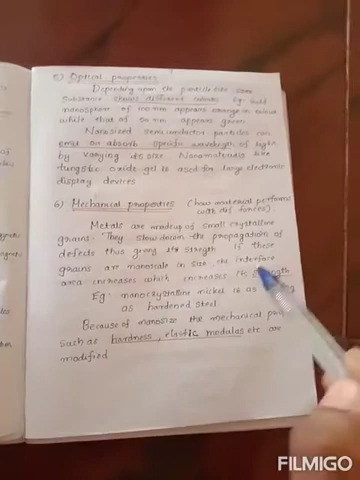 5) Optical properties
Depending upon the particle size, some
substance shows different colours Eg: Gold
nanosphere of 100 nm appears orange in colour
while that of 50 nm appears green
Nanosized semiconductor particles can
emit or absorb specific wavelength of light
by varying its size Nanomaterials like
tungstic oxide gel is used for large electronic
display devices
6) Mechanical properties (how material performs
with dif forces).
Metals are made up of small crystalline
grains. They slow down the propagation of
defects thus giving its strength If these
grains are nanoscale in size, the interface
area increases which increases its strength
Eg: nanocrystalline nickel is as
as hardened steel.
Because of nanosize the mechanical
such as hardness, elastic modulas etc are
modified
FILMIGO